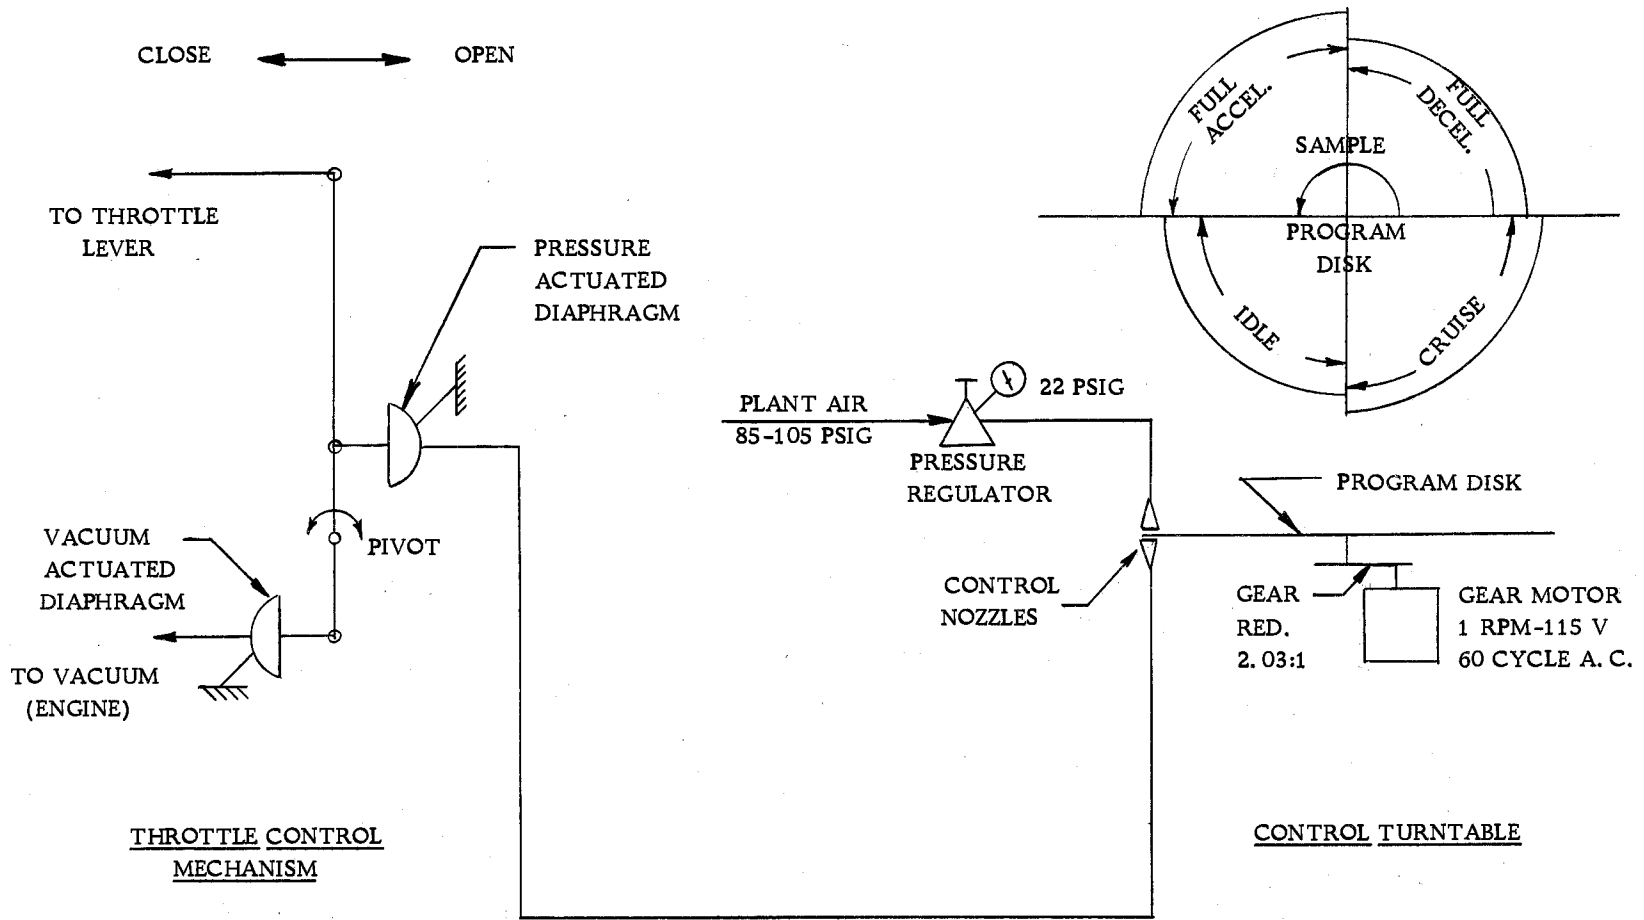 CLOSE
OPEN
TO THROTTLE
LEVER
PRESSURE
ACTUATED
DIAPHRAGM
VACUUM
ACTUATED
DIAPHRAGM
PIVOT
TO VACUUM
(ENGINE)
THROTTLE CONTROL
MECHANISM
FULL
ACCEL.
FULL
DECEL.
SAMPLE
PROGRAM
DISK
IDLE
CRUISE
PLANT AIR
85-105 PSIG
22 PSIG
PRESSURE
REGULATOR
PROGRAM DISK
CONTROL
NOZZLES
GEAR
RED.
2.03:1
GEAR MOTOR
1 RPM-115 V
60 CYCLE A.C.
CONTROL TURNTABLE